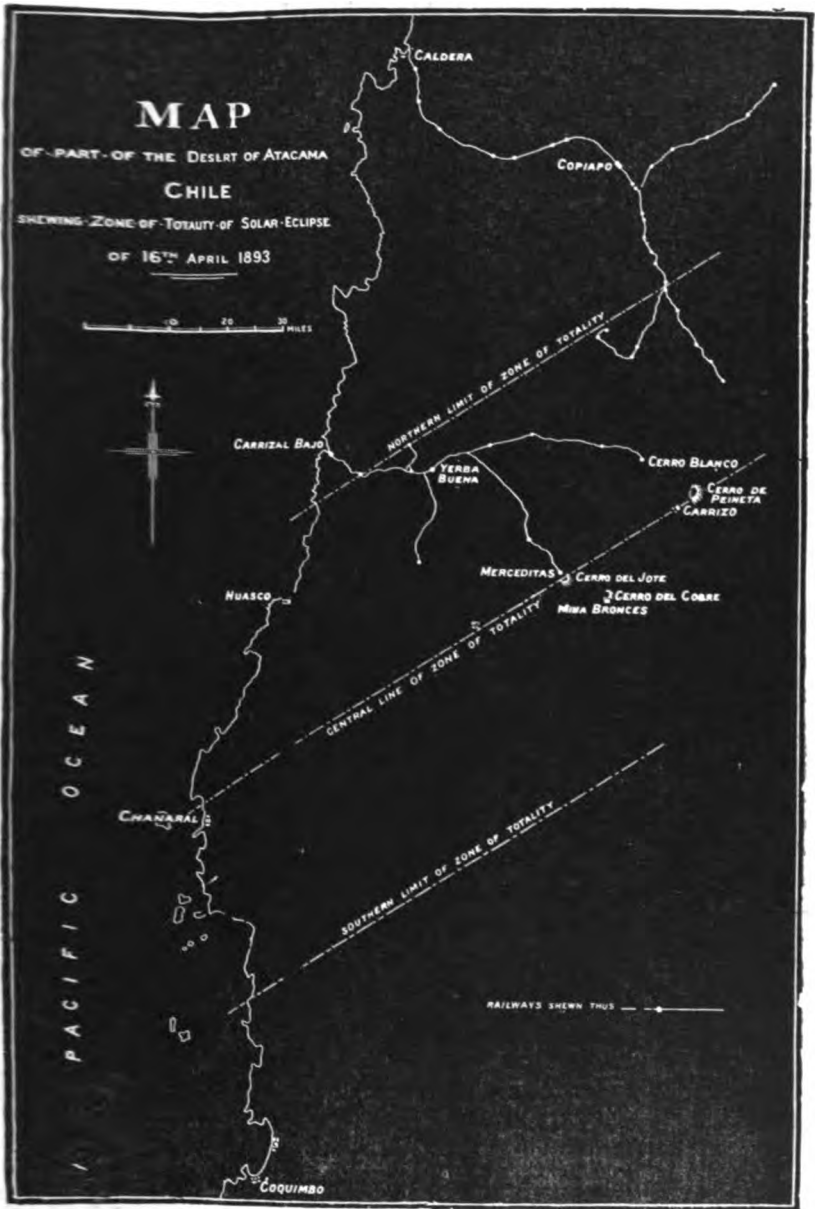 CALDERA
MAP
OF PART OF THE DESERT OF ATACAMA
CHILE
SHEWING ZONE OF TOTALITY OF SOLAR ECLIPSE
OF 16TH APRIL 1893
10 20 30 MILES
COPIAPO
NORTHERN LIMIT OF ZONE OF TOTALITY
CARRIZAL BAJO
YERBA
BUENA
CERRO BLANCO
CERRO DE
PEINETA
CARRIZO
MERCEDITAS
CERRO DEL JOTE
HUASCO
CERRO DEL COBRE
MINA BRONCES
CENTRAL LINE OF ZONE OF TOTALITY
CHANARAL
SOUTHERN LIMIT OF ZONE OF TOTALITY
PACIFIC OCEAN
RAILWAYS SHEWN THUS
COQUIMBO